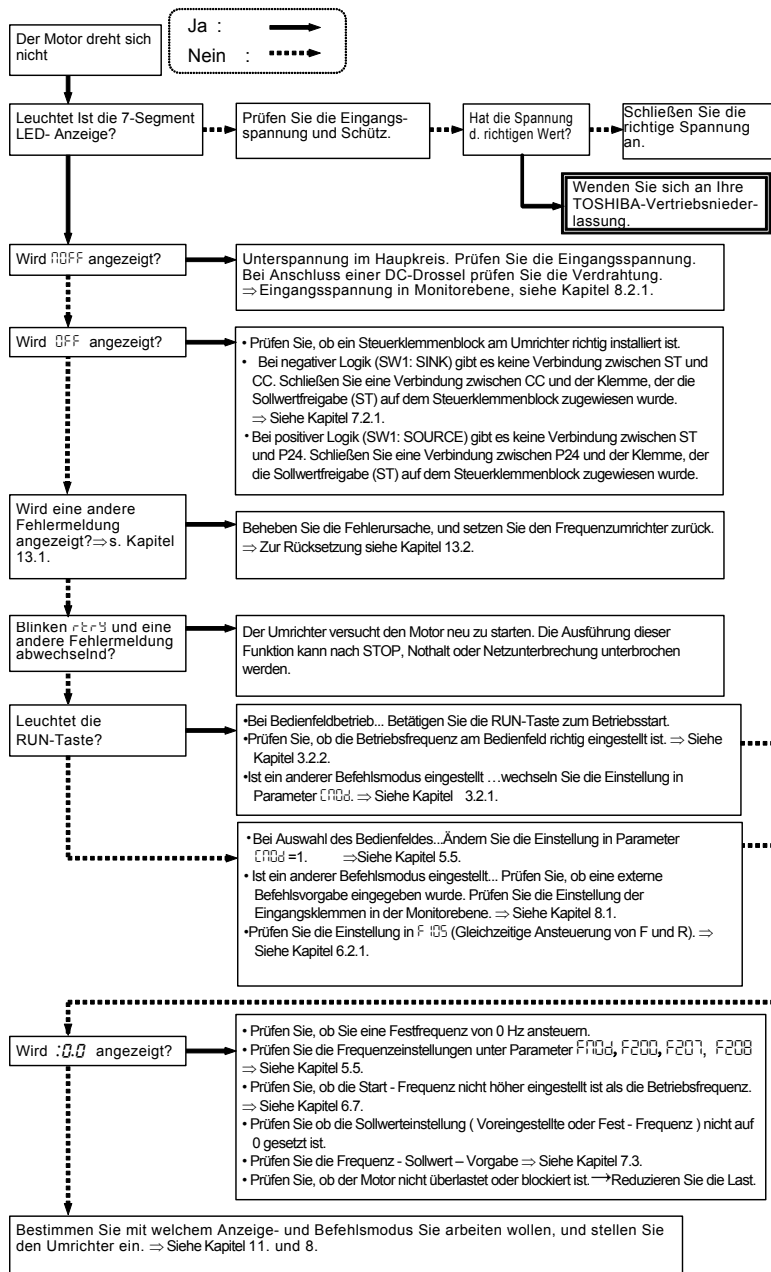 Ja :
Nein :
Der Motor dreht sich
nicht
Leuchtet Ist die 7-Segment
LED- Anzeige?
Prüfen Sie die Eingangs-
spannung und Schütz.
Hat die Spannung
d. richtigen Wert?
Schließen Sie die
richtige Spannung
an.
Wenden Sie sich an Ihre
TOSHIBA-Vertriebsnieder-
lassung.
Wird NOFF angezeigt?
Unterspannung im Haupkreis. Prüfen Sie die Eingangsspannung.
Bei Anschluss einer DC-Drossel prüfen Sie die Verdrahtung.
⇒ Eingangsspannung in Monitorebene, siehe Kapitel 8.2.1.
Wird OFF angezeigt?
• Prüfen Sie, ob ein Steuerklemmenblock am Umrichter richtig installiert ist.
• Bei negativer Logik (SW1: SINK) gibt es keine Verbindung zwischen ST und
CC. Schließen Sie eine Verbindung zwischen CC und der Klemme, der die
Sollwertfreigabe (ST) auf dem Steuerklemmenblock zugewiesen wurde.
⇒ Siehe Kapitel 7.2.1.
• Bei positiver Logik (SW1: SOURCE) gibt es keine Verbindung zwischen ST
und P24. Schließen Sie eine Verbindung zwischen P24 und der Klemme, der
die Sollwertfreigabe (ST) auf dem Steuerklemmenblock zugewiesen wurde.
Wird eine andere
Fehlermeldung
angezeigt?⇒s. Kapitel
13.1.
Beheben Sie die Fehlerursache, und setzen Sie den Frequenzumrichter zurück.
⇒ Zur Rücksetzung siehe Kapitel 13.2.
Blinken rtry und eine
andere Fehlermeldung
abwechselnd?
Der Umrichter versucht den Motor neu zu starten. Die Ausführung dieser
Funktion kann nach STOP, Nothalt oder Netzunterbrechung unterbrochen
werden.
Leuchtet die
RUN-Taste?
•Bei Bedienfeldbetrieb... Betätigen Sie die RUN-Taste zum Betriebsstart.
•Prüfen Sie, ob die Betriebsfrequenz am Bedienfeld richtig eingestellt ist. ⇒ Siehe
Kapitel 3.2.2.
•Ist ein anderer Befehlsmodus eingestellt …wechseln Sie die Einstellung in
Parameter CMOd. ⇒ Siehe Kapitel 3.2.1.
•Bei Auswahl des Bedienfeldes...Ändern Sie die Einstellung in Parameter
CMOd =1. ⇒Siehe Kapitel 5.5.
• Ist ein anderer Befehlsmodus eingestellt... Prüfen Sie, ob eine externe
Befehlsvorgabe eingegeben wurde. Prüfen Sie die Einstellung der
Eingangsklemmen in der Monitorebene. ⇒ Siehe Kapitel 8.1.
•Prüfen Sie die Einstellung in F105 (Gleichzeitige Ansteuerung von F und R). ⇒
Siehe Kapitel 6.2.1.
Wird :0.0 angezeigt?
• Prüfen Sie, ob Sie eine Festfrequenz von 0 Hz ansteuern.
• Prüfen Sie die Frequenzeinstellungen unter Parameter FMOd, F200, F207, F208
⇒ Siehe Kapitel 5.5.
• Prüfen Sie, ob die Start - Frequenz nicht höher eingestellt ist als die Betriebsfrequenz.
⇒ Siehe Kapitel 6.7.
• Prüfen Sie ob die Sollwerteinstellung ( Voreingestellte oder Fest - Frequenz ) nicht auf
0 gesetzt ist.
• Prüfen Sie die Frequenz - Sollwert – Vorgabe ⇒ Siehe Kapitel 7.3.
• Prüfen Sie, ob der Motor nicht überlastet oder blockiert ist.→Reduzieren Sie die Last.
Bestimmen Sie mit welchem Anzeige- und Befehlsmodus Sie arbeiten wollen, und stellen Sie
den Umrichter ein. ⇒ Siehe Kapitel 11. und 8.